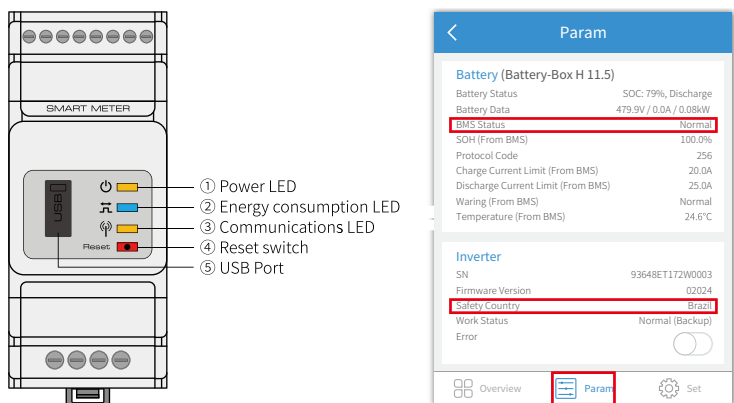 SMART METER
USB
Reset
① Power LED
② Energy consumption LED
③ Communications LED
④ Reset switch
⑤ USB Port
Param
Battery (Battery-Box H 11.5)
Battery Status SOC: 79%, Discharge
Battery Data 479.9V / 0.0A / 0.08kW
BMS Status Normal
SOH (From BMS) 100.0%
Protocol Code 256
Charge Current Limit (From BMS) 20.0A
Discharge Current Limit (From BMS) 25.0A
Waring (From BMS) Normal
Temperature (From BMS) 24.6°C
Inverter
SN 93648ET172W0003
Firmware Version 02024
Safety Country Brazil
Work Status Normal (Backup)
Error
Overview Param Set